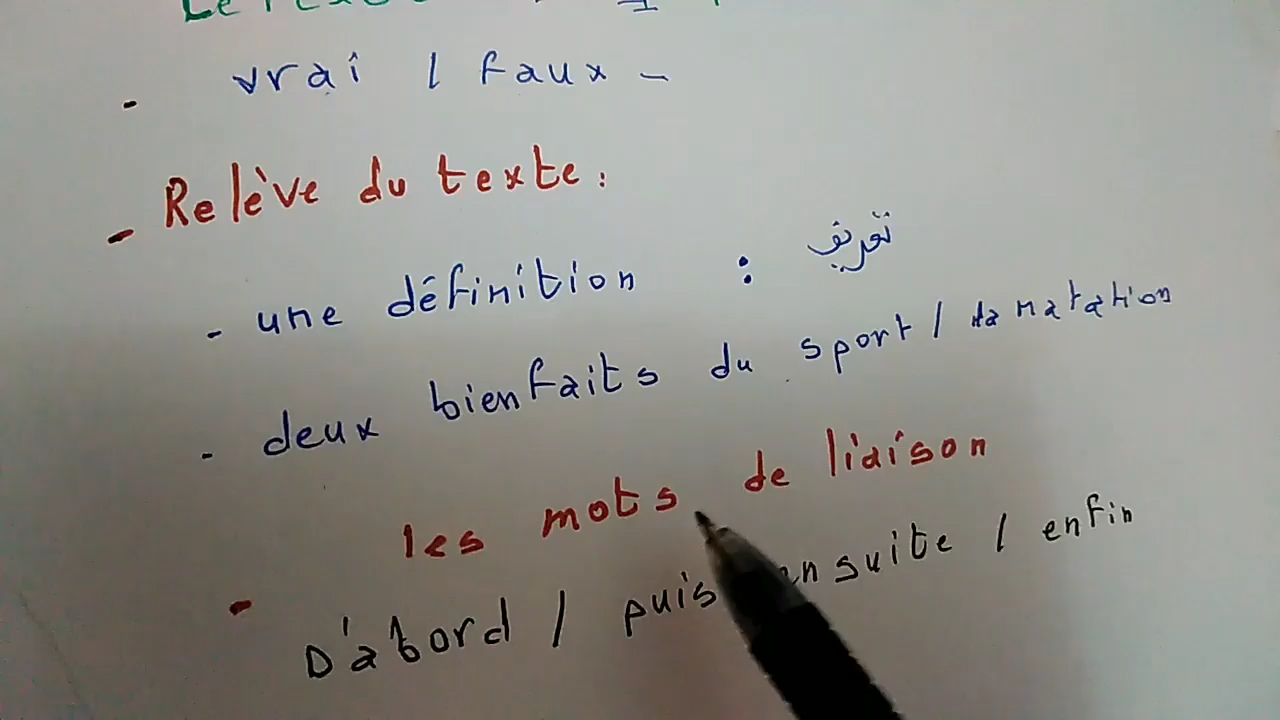 vrai / faux -
- Relève du texte :
- une définition : تعريف
- deux bienfaits du sport / la natation
les mots de liaison
- D'abord / puis ensuite / enfin